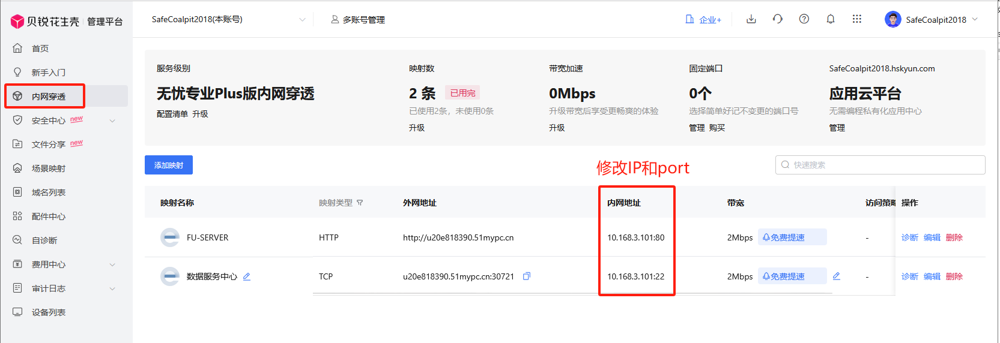 贝锐花生壳 管理平台
SafeCoalpit2018(本账号)
多账号管理
企业+
SafeCoalpit2018
首页
新手入门
内网穿透
安全中心 new
文件分享 new
场景映射
域名列表
配件中心
自诊断
费用中心
审计日志
设备列表
服务级别
无忧专业Plus版内网穿透
配置清单 升级
映射数
2 条 已用完
已使用2条，未使用0条
升级
带宽加速
0Mbps
升级带宽后享受更畅爽的体验
升级
固定端口
0个
选择简单好记不变更的端口号
管理 购买
SafeCoalpit2018.hskyun.com
应用云平台
无需编程私有化应用中心
管理
添加映射
修改IP和port
快速搜索
映射名称 映射类型 外网地址 内网地址 带宽 访问策略 操作
FU-SERVER HTTP http://u20e818390.51mypc.cn 10.168.3.101:80 2Mbps 免费提速 - 诊断 编辑 删除
数据服务中心 TCP u20e818390.51mypc.cn:30721 10.168.3.101:22 2Mbps 免费提速 - 诊断 编辑 删除